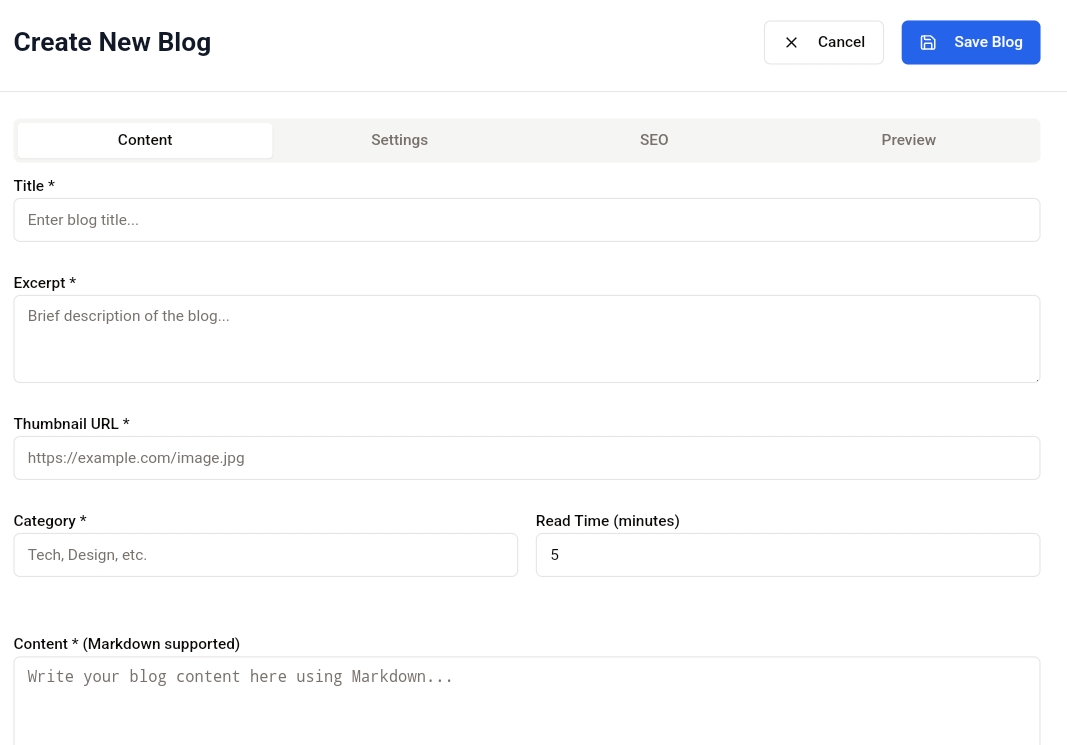 Create New Blog
Cancel
Save Blog
Content
Settings
SEO
Preview
Title *
Enter blog title...
Excerpt *
Brief description of the blog...
Thumbnail URL *
https://example.com/image.jpg
Category *
Read Time (minutes)
Tech, Design, etc.
5
Content * (Markdown supported)
Write your blog content here using Markdown...